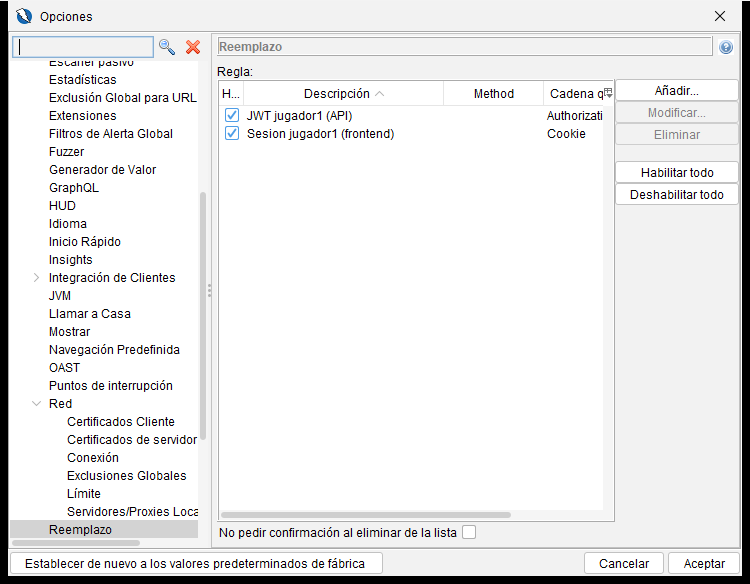 Opciones
Escáner pasivo
Estadísticas
Exclusión Global para URL
Extensiones
Filtros de Alerta Global
Fuzzer
Generador de Valor
GraphQL
HUD
Idioma
Inicio Rápido
Insights
Integración de Clientes
JVM
Llamar a Casa
Mostrar
Navegación Predefinida
OAST
Puntos de interrupción
Red
Certificados Cliente
Certificados de servidor
Conexión
Exclusiones Globales
Límite
Servidores/Proxies Loca
Reemplazo
Reemplazo
Regla:
H... Descripción Method Cadena q
JWT jugador1 (API) Authorizati
Sesion jugador1 (frontend) Cookie
Añadir...
Modificar...
Eliminar
Habilitar todo
Deshabilitar todo
No pedir confirmación al eliminar de la lista
Establecer de nuevo a los valores predeterminados de fábrica
Cancelar
Aceptar